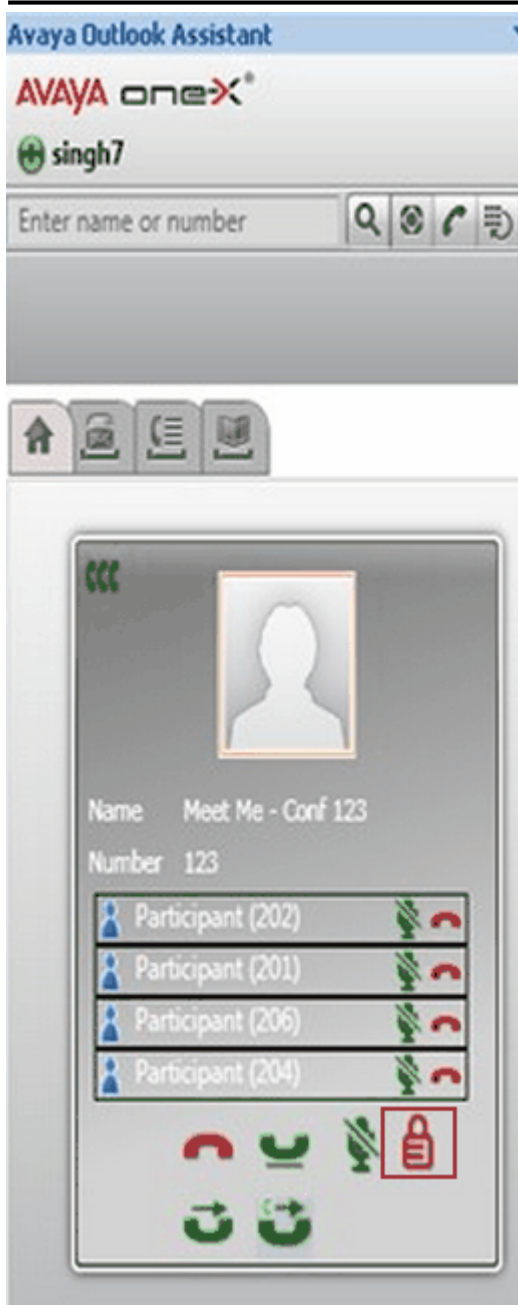 Avaya Outlook Assistant
AVAYA one-X®
singh7
Enter name or number
Name Meet Me - Conf 123
Number 123
Participant (202)
Participant (201)
Participant (206)
Participant (204)